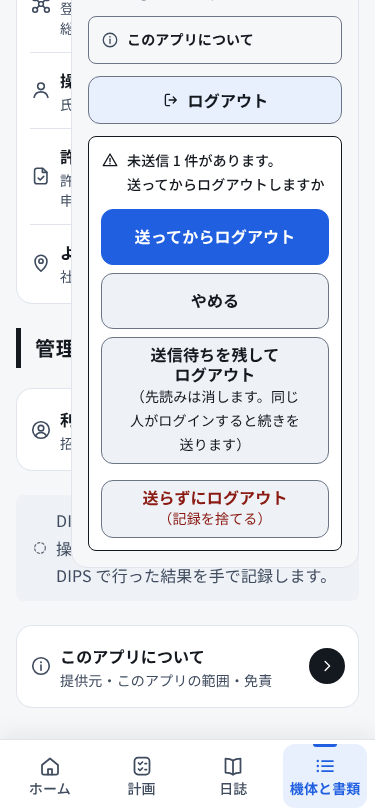 登
総
このアプリについて
ログアウト
氏
未送信 1 件があります。
送ってからログアウトしますか
送ってからログアウト
申
社
やめる
管理
送信待ちを残して
ログアウト
（先読みは消します。同じ
人がログインすると続きを
送ります）
招
送らずにログアウト
（記録を捨てる）
DI
操
DIPS で行った結果を手で記録します。
このアプリについて
提供元・このアプリの範囲・免責
ホーム
計画
日誌
機体と書類